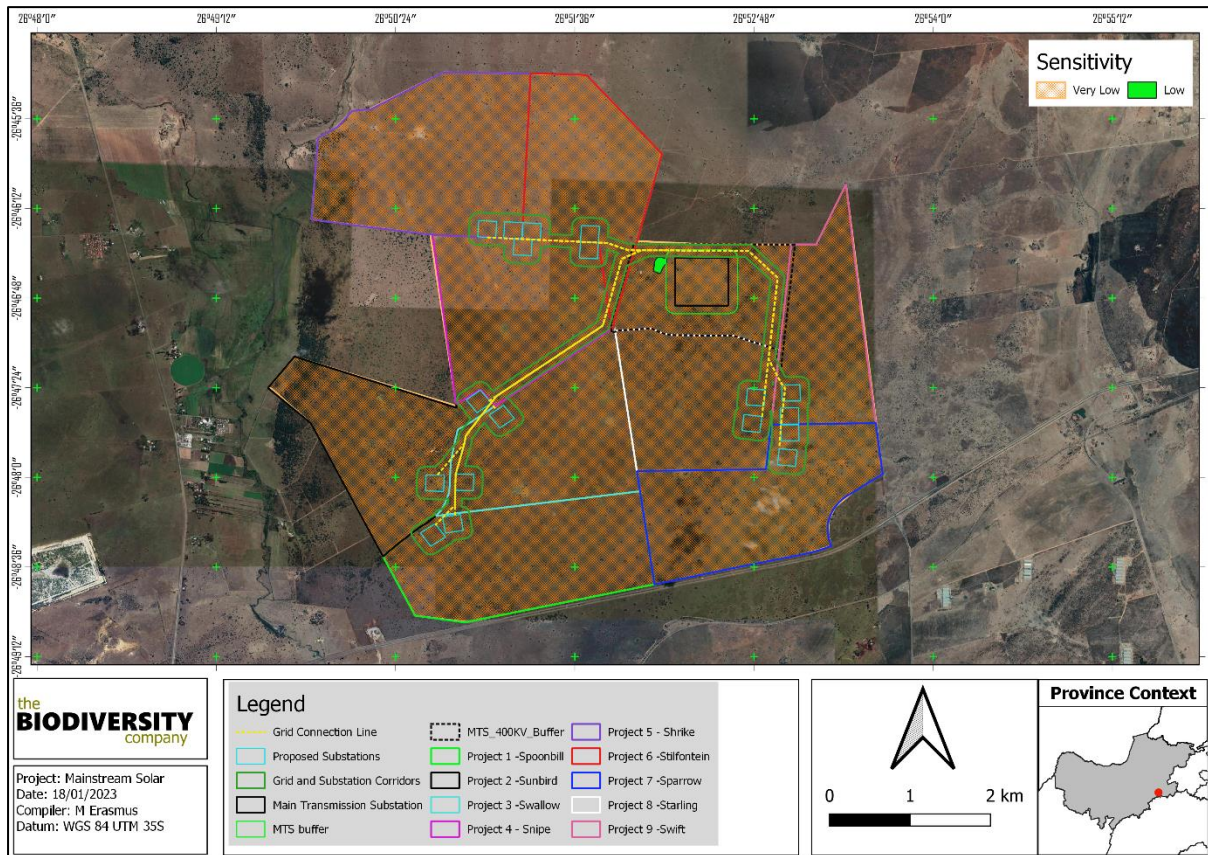 26°48'0" 26°49'12" 26°50'24" 26°51'36" 26°52'48" 26°54'0" 26°55'12"
Sensitivity
Very Low Low
-26°45'36"
-26°46'12"
-26°46'48"
-26°47'24"
-26°48'0"
-26°48'36"
-26°49'12"
the
BIODIVERSITY
company
Project: Mainstream Solar
Date: 18/01/2023
Compiler: M Erasmus
Datum: WGS 84 UTM 35S
Legend
Grid Connection Line
Proposed Substations
Grid and Substation Corridors
Main Transmission Substation
MTS buffer
MTS_400KV_Buffer
Project 1 -Spoonbill
Project 2 -Sunbird
Project 3 -Swallow
Project 4 - Snipe
Project 5 - Shrike
Project 6 -Stilfontein
Project 7 -Sparrow
Project 8 -Starling
Project 9 -Swift
0 1 2 km
Province Context